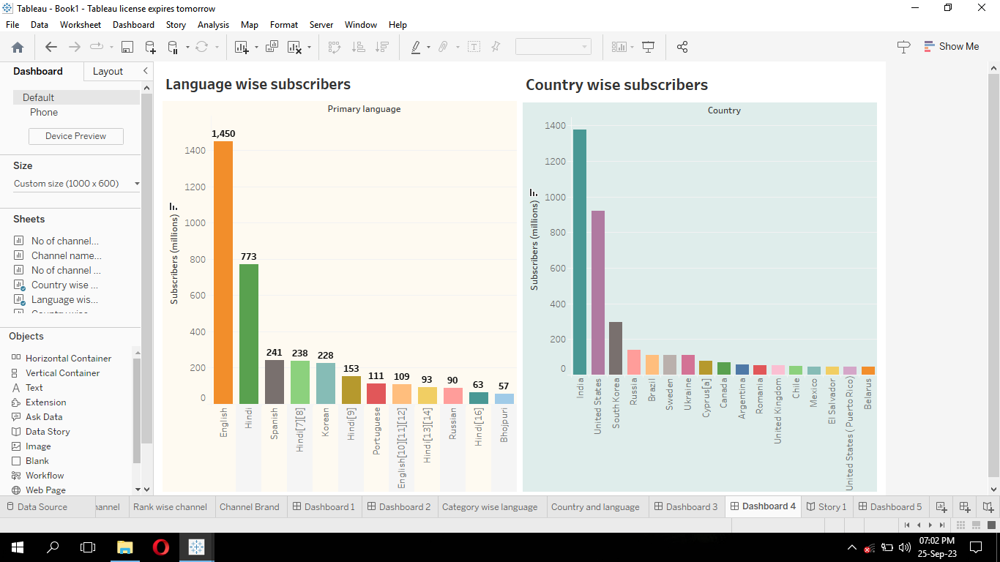 Tableau - Book1 - Tableau license expires tomorrow
File Data Worksheet Dashboard Story Analysis Map Format Server Window Help
Show Me
Dashboard Layout
Default
Phone
Device Preview
Size
Custom size (1000 x 600)
Sheets
No of channel...
Channel name...
No of channel ...
Country wise ...
Language wis...
Objects
Horizontal Container
Vertical Container
Text
Extension
Ask Data
Data Story
Image
Blank
Workflow
Web Page
Language wise subscribers
Primary language
Subscribers (millions)
1400
1200
1000
800
600
400
200
0
1,450
773
241
238
228
153
111
109
93
90
63
57
English
Hindi
Spanish
Hindi[7][8]
Korean
Hindi[9]
Portuguese
English[10][11][12]
Hindi[13][14]
Russian
Hindi[16]
Bhojpuri
Country wise subscribers
Country
Subscribers (millions)
1400
1200
1000
800
600
400
200
0
India
United States
South Korea
Russia
Brazil
Sweden
Ukraine
Cyprus[a]
Canada
Argentina
Romania
United Kingdom
Chile
Mexico
El Salvador
United States ( Puerto Rico)
Belarus
Data Source hannel Rank wise channel Channel Brand Dashboard 1 Dashboard 2 Category wise language Country and language Dashboard 3 Dashboard 4 Story 1 Dashboard 5
07:02 PM
25-Sep-23